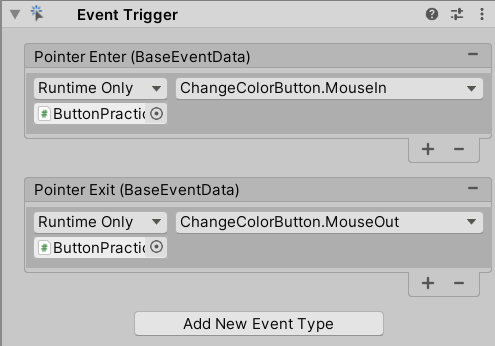 Event Trigger
Pointer Enter (BaseEventData)
Runtime Only ChangeColorButton.MouseIn
ButtonPractic
Pointer Exit (BaseEventData)
Runtime Only ChangeColorButton.MouseOut
ButtonPractic
Add New Event Type